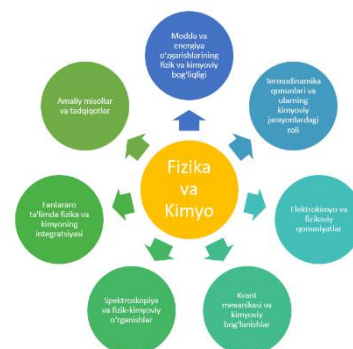 Modda va
energiya
o'zgarishlarining
fizik va kimyoviy
bog'liqligi
Termodinamika
qonunlari va
ularning
kimyoviy
jarayonlardagi
roli
Elektrokimyo va
fizikaviy
qonuniyatlar
Kvant
mexanikasi va
kimyoviy
bog'lanishlar
Spektroskopiya
va fizik-kimyoviy
o'rganishlar
Fanlararo
ta'limda fizika va
kimyoning
integratsiyasi
Amaliy misollar
va tadqiqotlar
Fizika
va
Kimyo